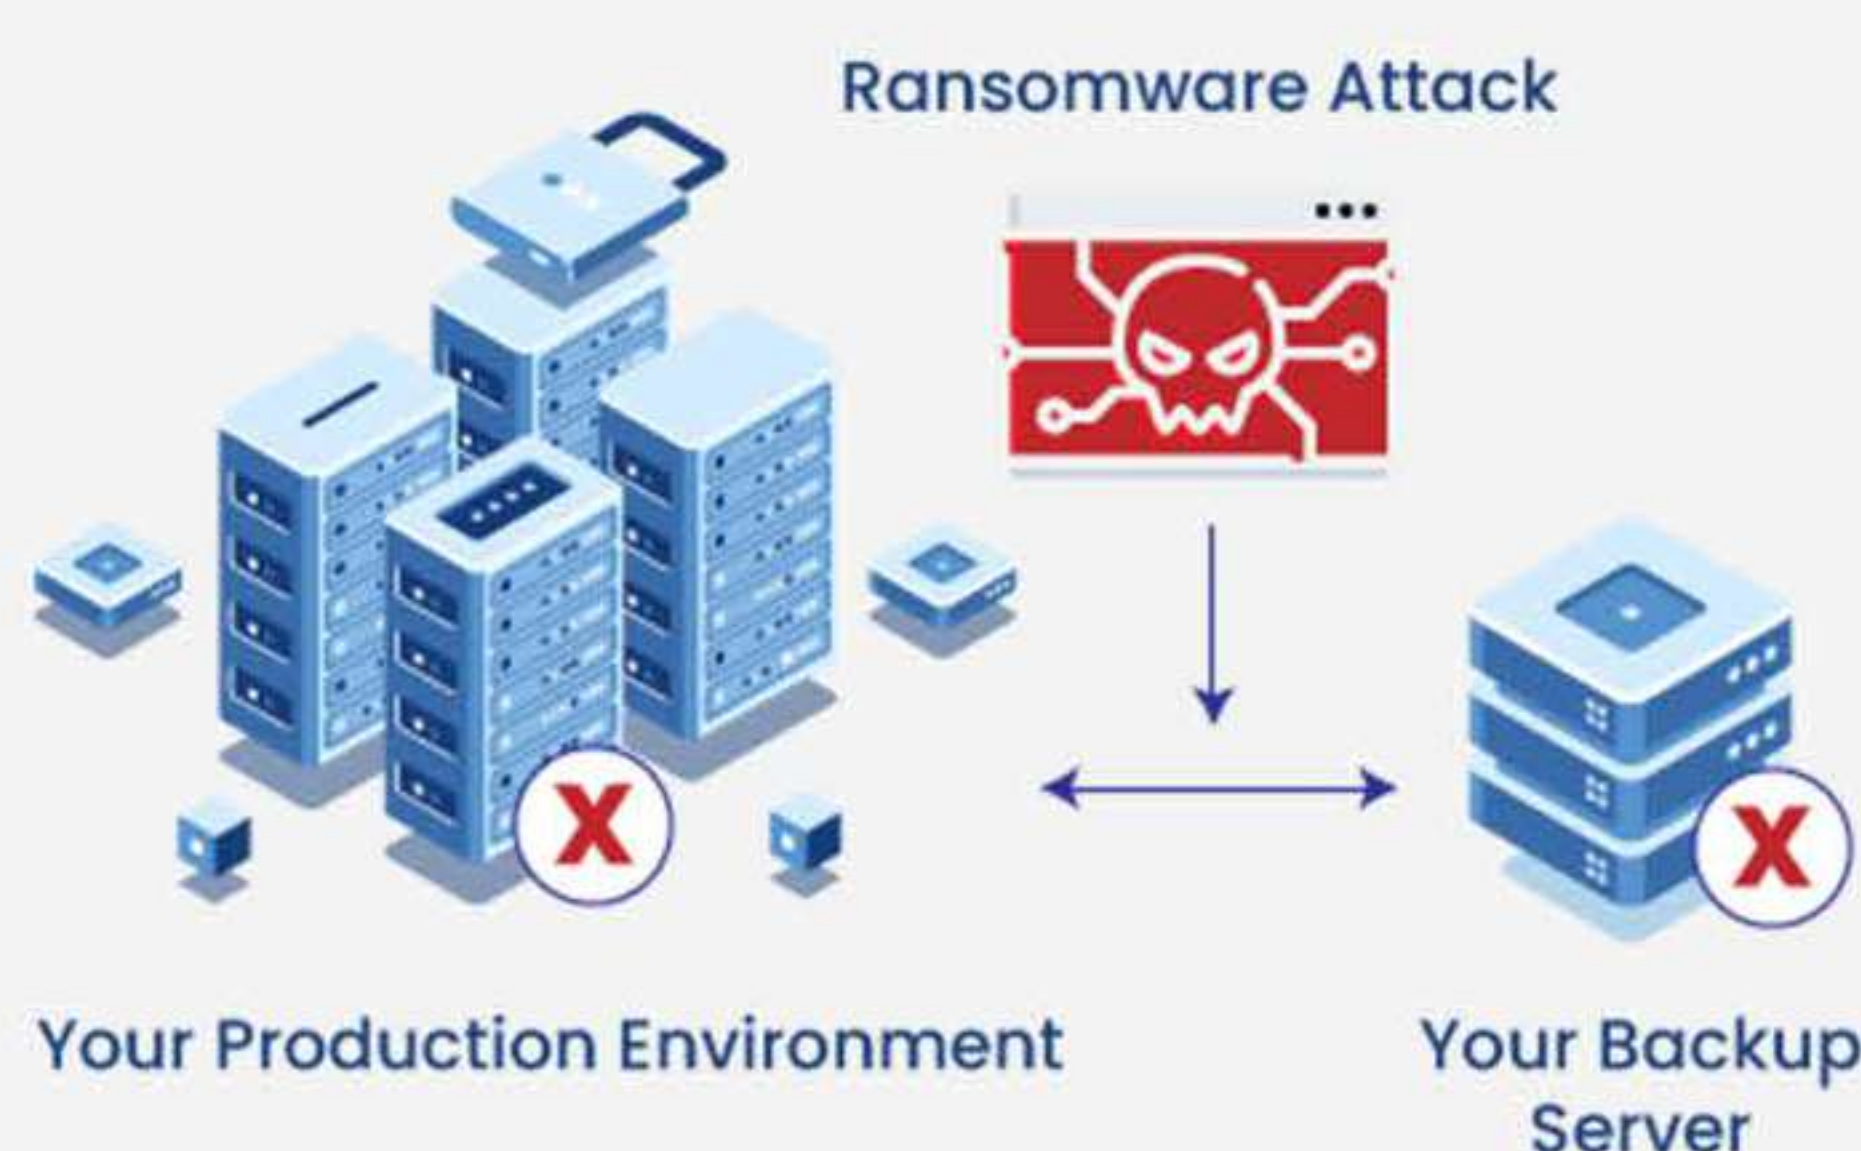 Ransomware Attack
X
X
Your Production Environment
Your Backup
Server